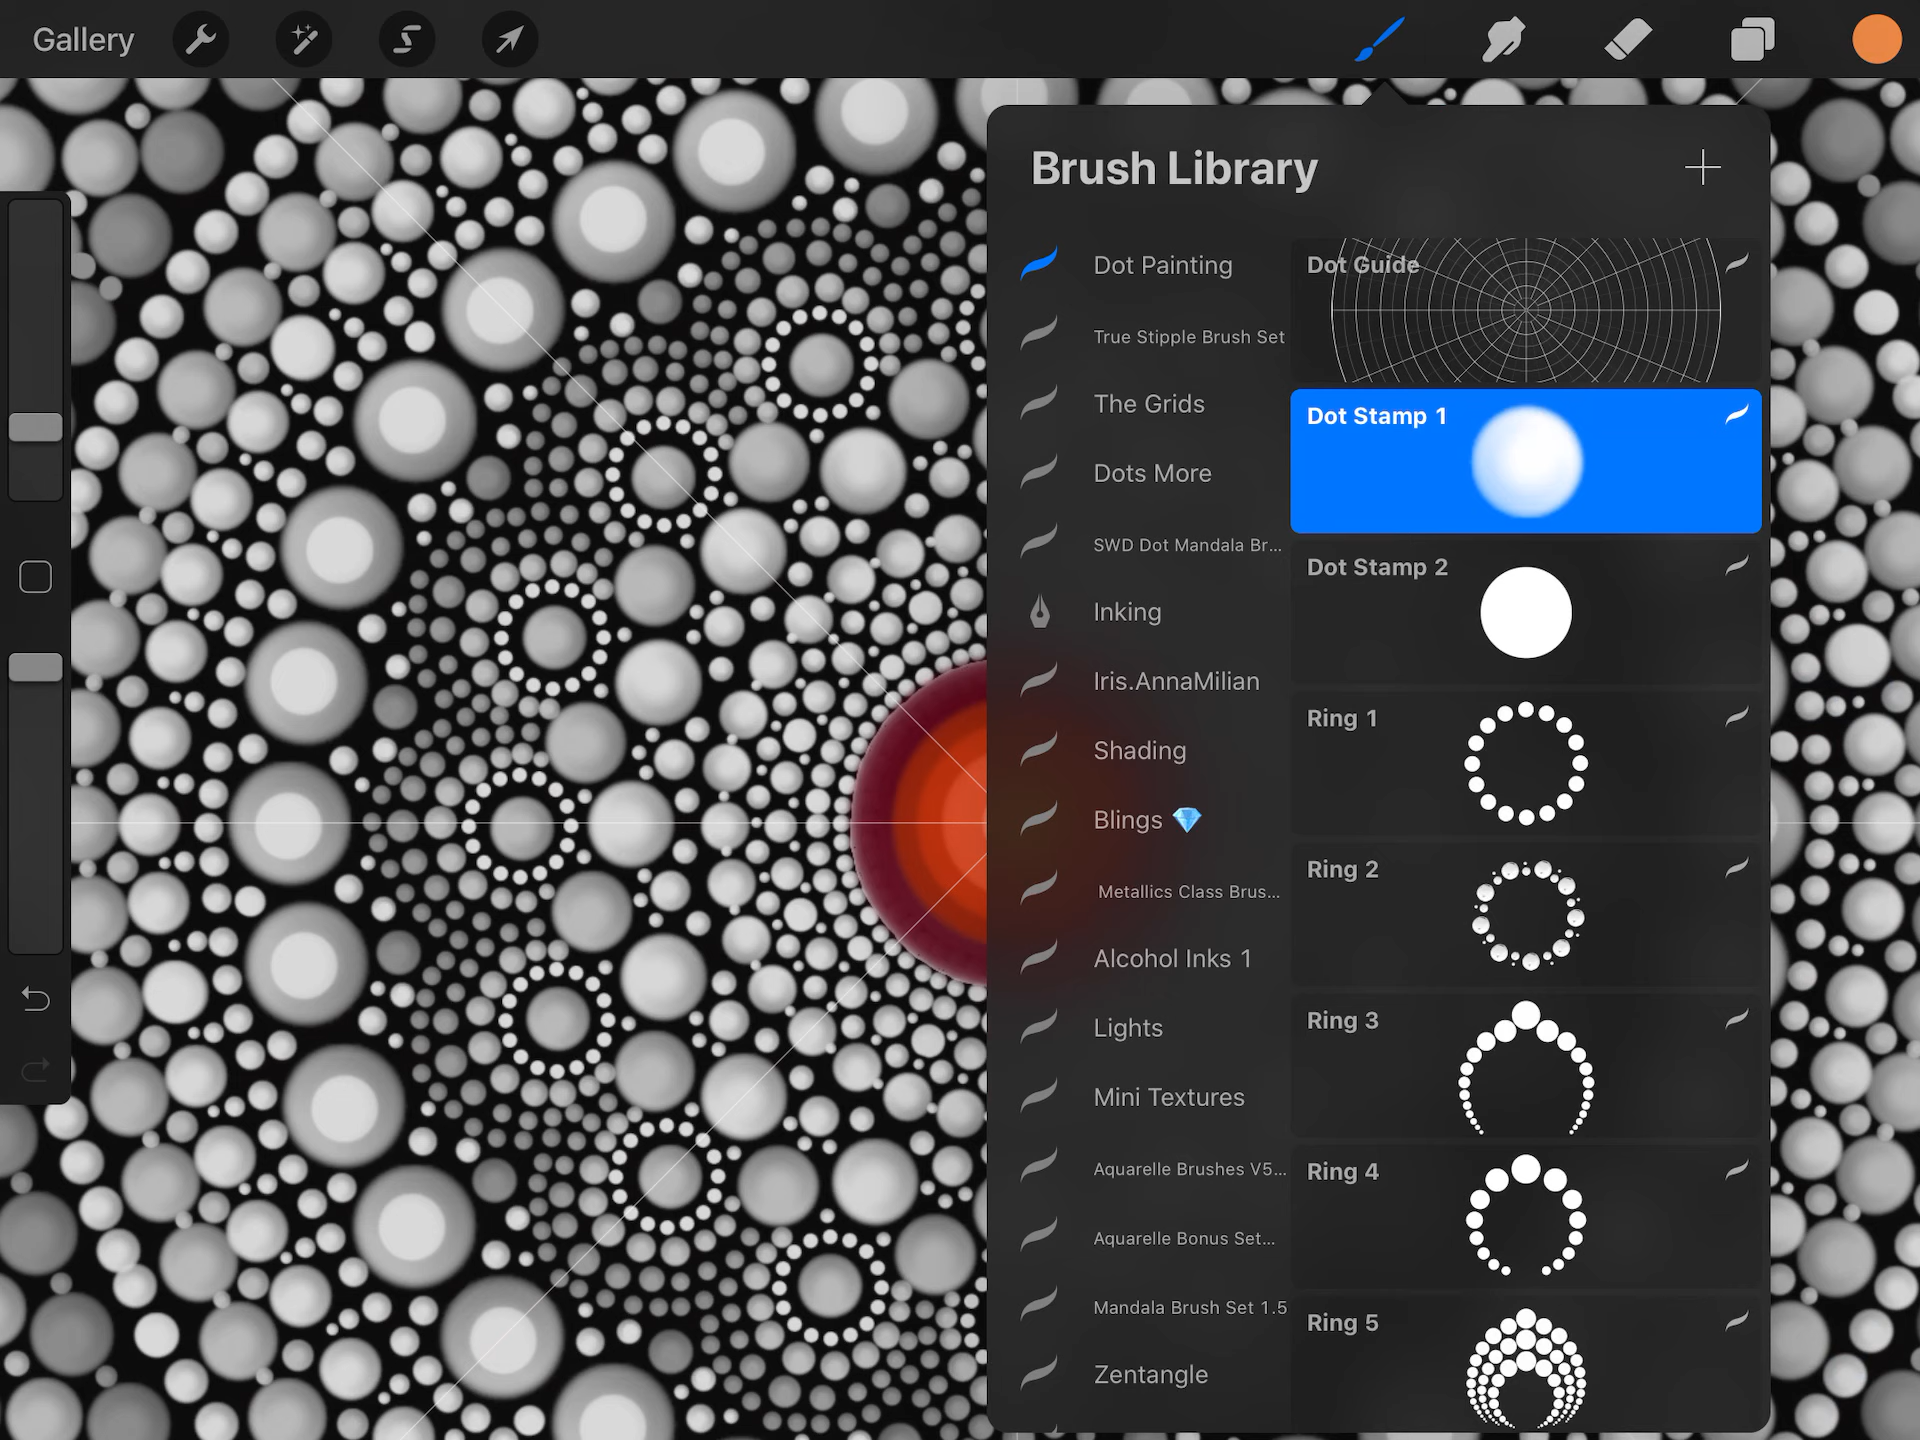 Gallery
Brush Library
Dot Painting
True Stipple Brush Set
The Grids
Dots More
SWD Dot Mandala Br...
Inking
Iris.AnnaMilian
Shading
Blings 💎
Metallics Class Brus...
Alcohol Inks 1
Lights
Mini Textures
Aquarelle Brushes V5...
Aquarelle Bonus Set...
Mandala Brush Set 1.5
Zentangle
Dot Guide
Dot Stamp 1
Dot Stamp 2
Ring 1
Ring 2
Ring 3
Ring 4
Ring 5